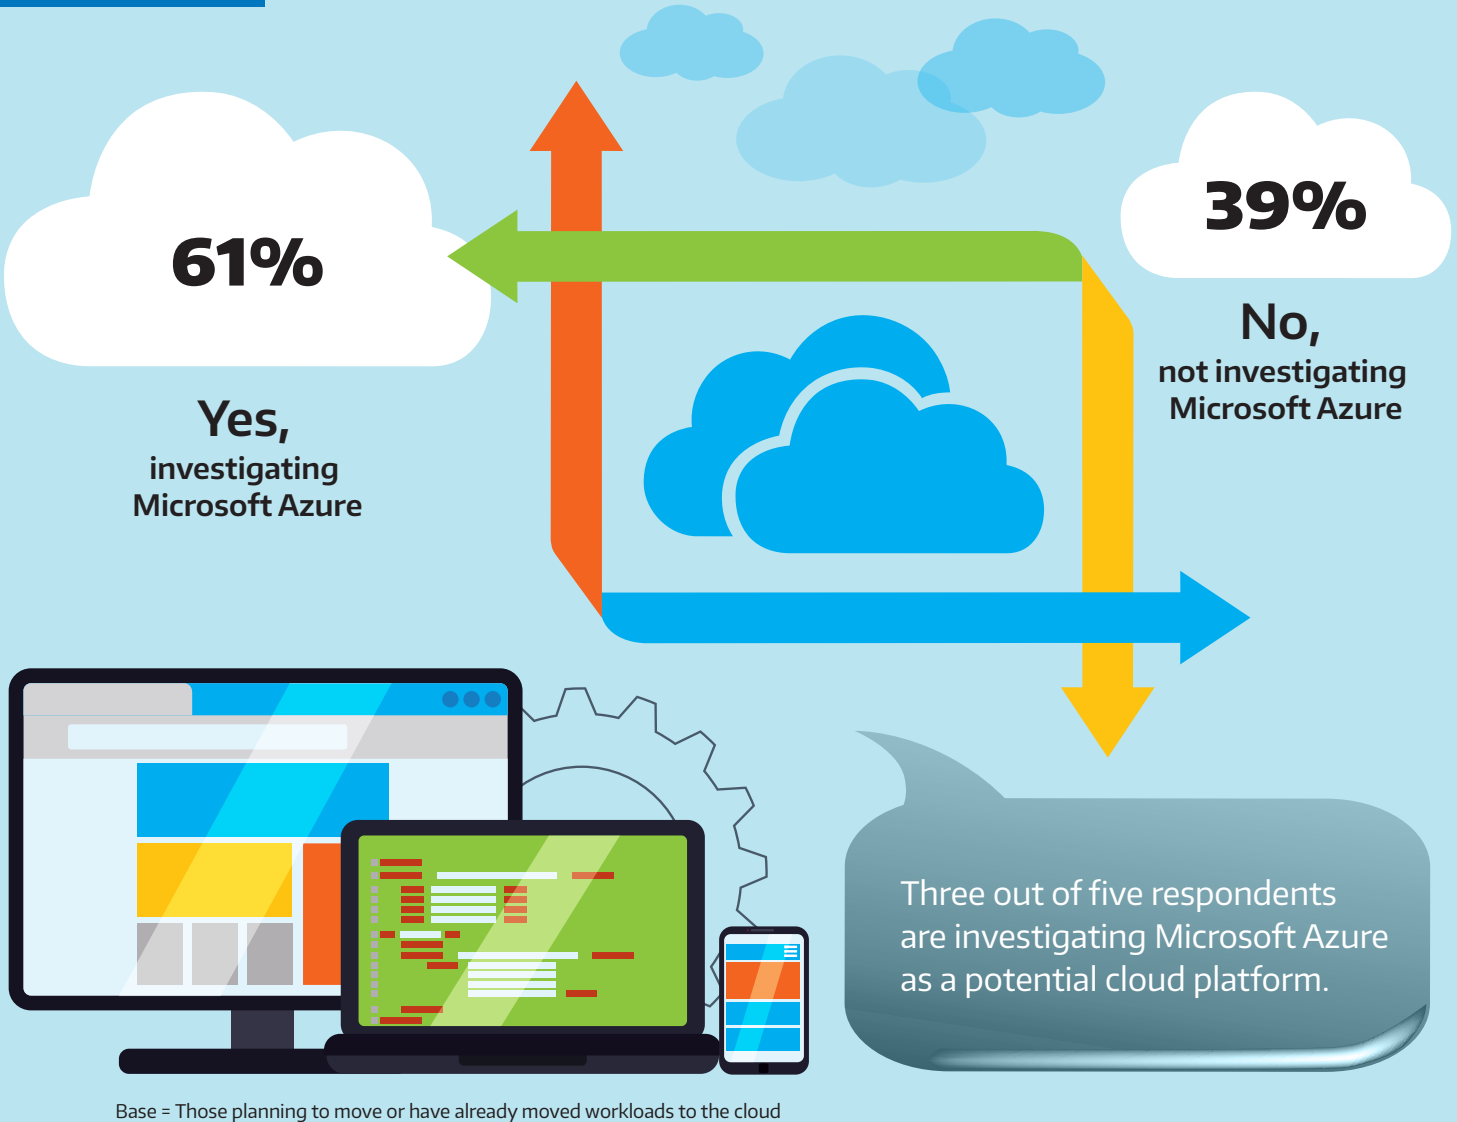 61%
Yes,
investigating
Microsoft Azure
39%
No,
not investigating
Microsoft Azure
Three out of five respondents
are investigating Microsoft Azure
as a potential cloud platform.
Base = Those planning to move or have already moved workloads to the cloud